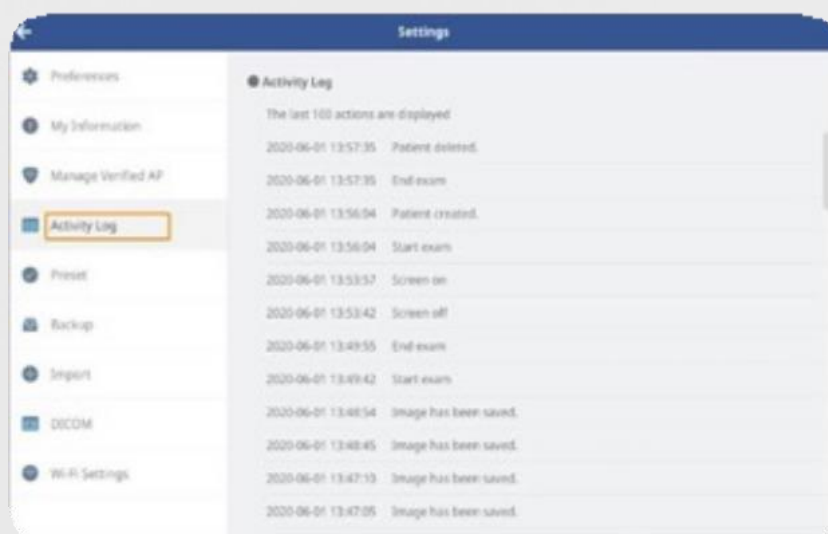 Settings
Preferences
My Information
Manage Verified AP
Activity Log
Preset
Backup
Import
DICOM
Wi-Fi Settings
Activity Log
The last 100 actions are displayed
2020-06-01 13:57:35 Patient deleted.
2020-06-01 13:57:35 End exam
2020-06-01 13:56:04 Patient created.
2020-06-01 13:56:04 Start exam
2020-06-01 13:53:57 Screen on
2020-06-01 13:53:42 Screen off
2020-06-01 13:49:55 End exam
2020-06-01 13:49:42 Start exam
2020-06-01 13:48:54 Image has been saved.
2020-06-01 13:48:45 Image has been saved.
2020-06-01 13:47:10 Image has been saved.
2020-06-01 13:47:05 Image has been saved.